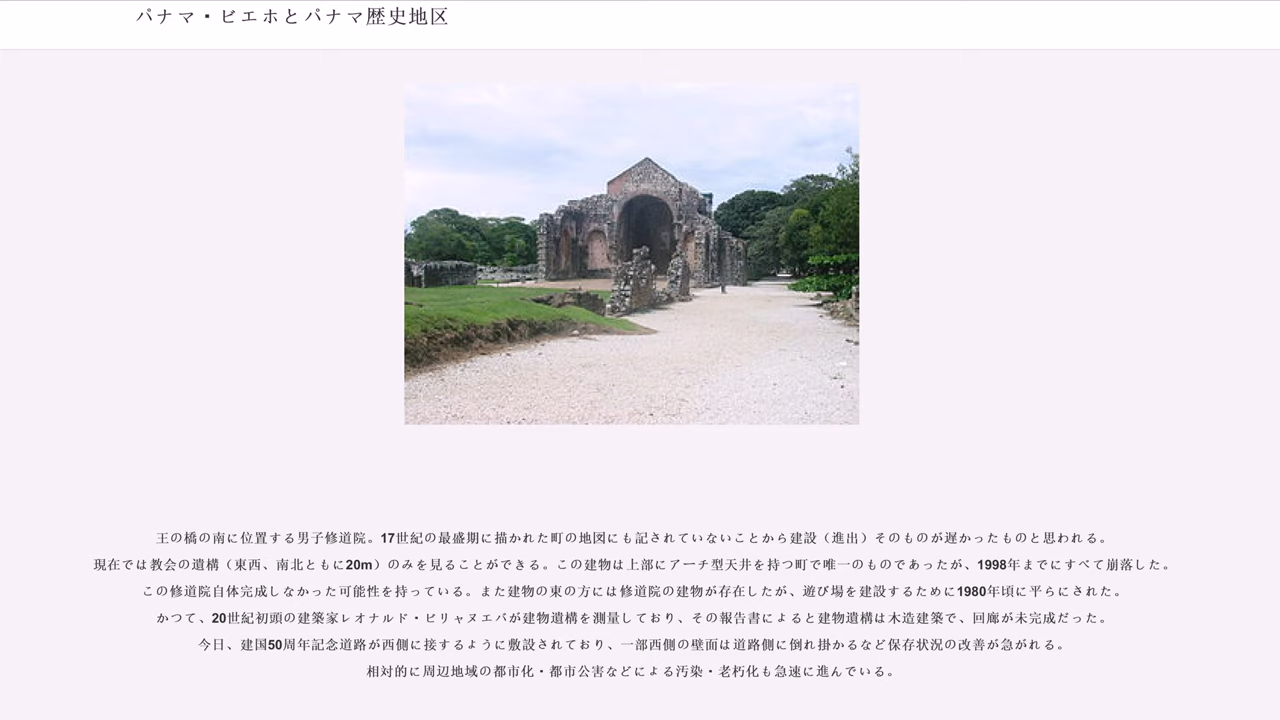 パナマ・ビエホとパナマ歴史地区
王の橋の南に位置する男子修道院。17世紀の最盛期に描かれた町の地図にも記されていないことから建設（進出）そのものが遅かったものと思われる。
現在では教会の遺構（東西、南北ともに20m）のみを見ることができる。この建物は上部にアーチ型天井を持つ町で唯一のものであったが、1998年までにすべて崩落した。
この修道院自体完成しなかった可能性を持っている。また建物の東の方には修道院の建物が存在したが、遊び場を建設するために1980年頃に平らにされた。
かつて、20世紀初頭の建築家レオナルド・ビリャヌエバが建物遺構を測量しており、その報告書によると建物遺構は木造建築で、回廊が未完成だった。
今日、建国50周年記念道路が西側に接するように敷設されており、一部西側の壁面は道路側に倒れ掛かるなど保存状況の改善が急がれる。
相対的に周辺地域の都市化・都市公害などによる汚染・老朽化も急速に進んでいる。